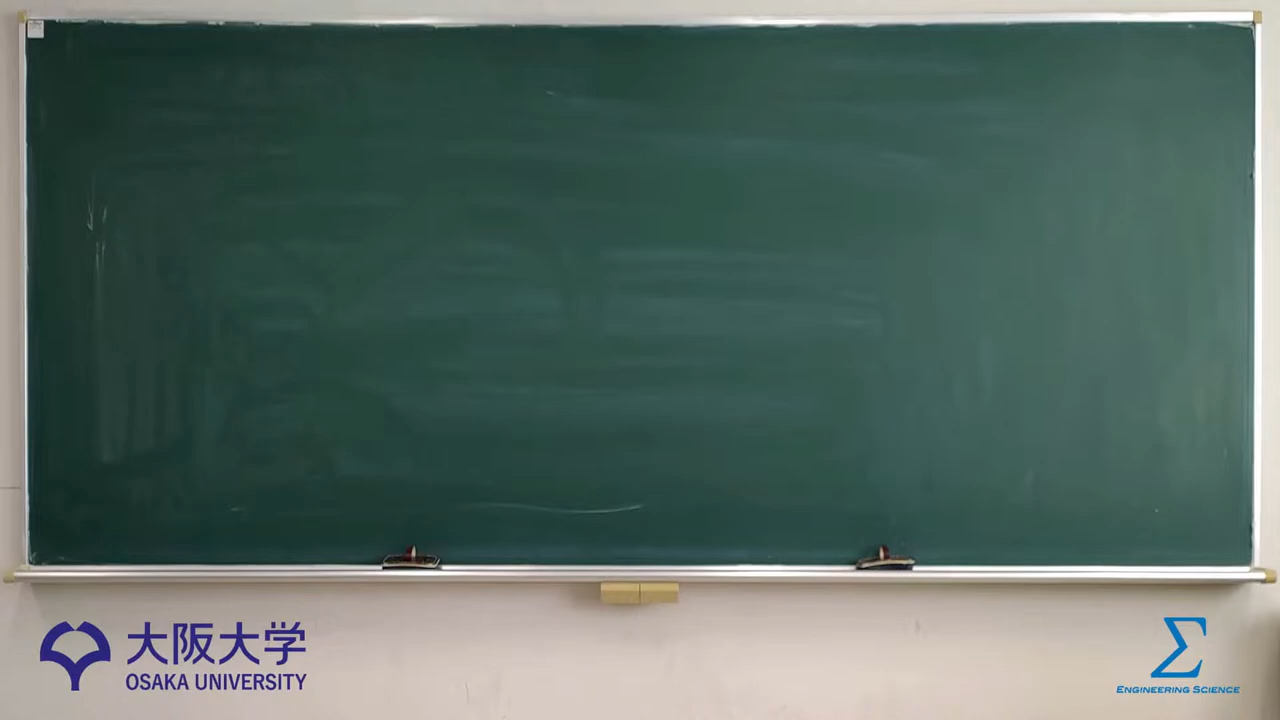 大阪大学
OSAKA UNIVERSITY
Σ
ENGINEERING SCIENCE